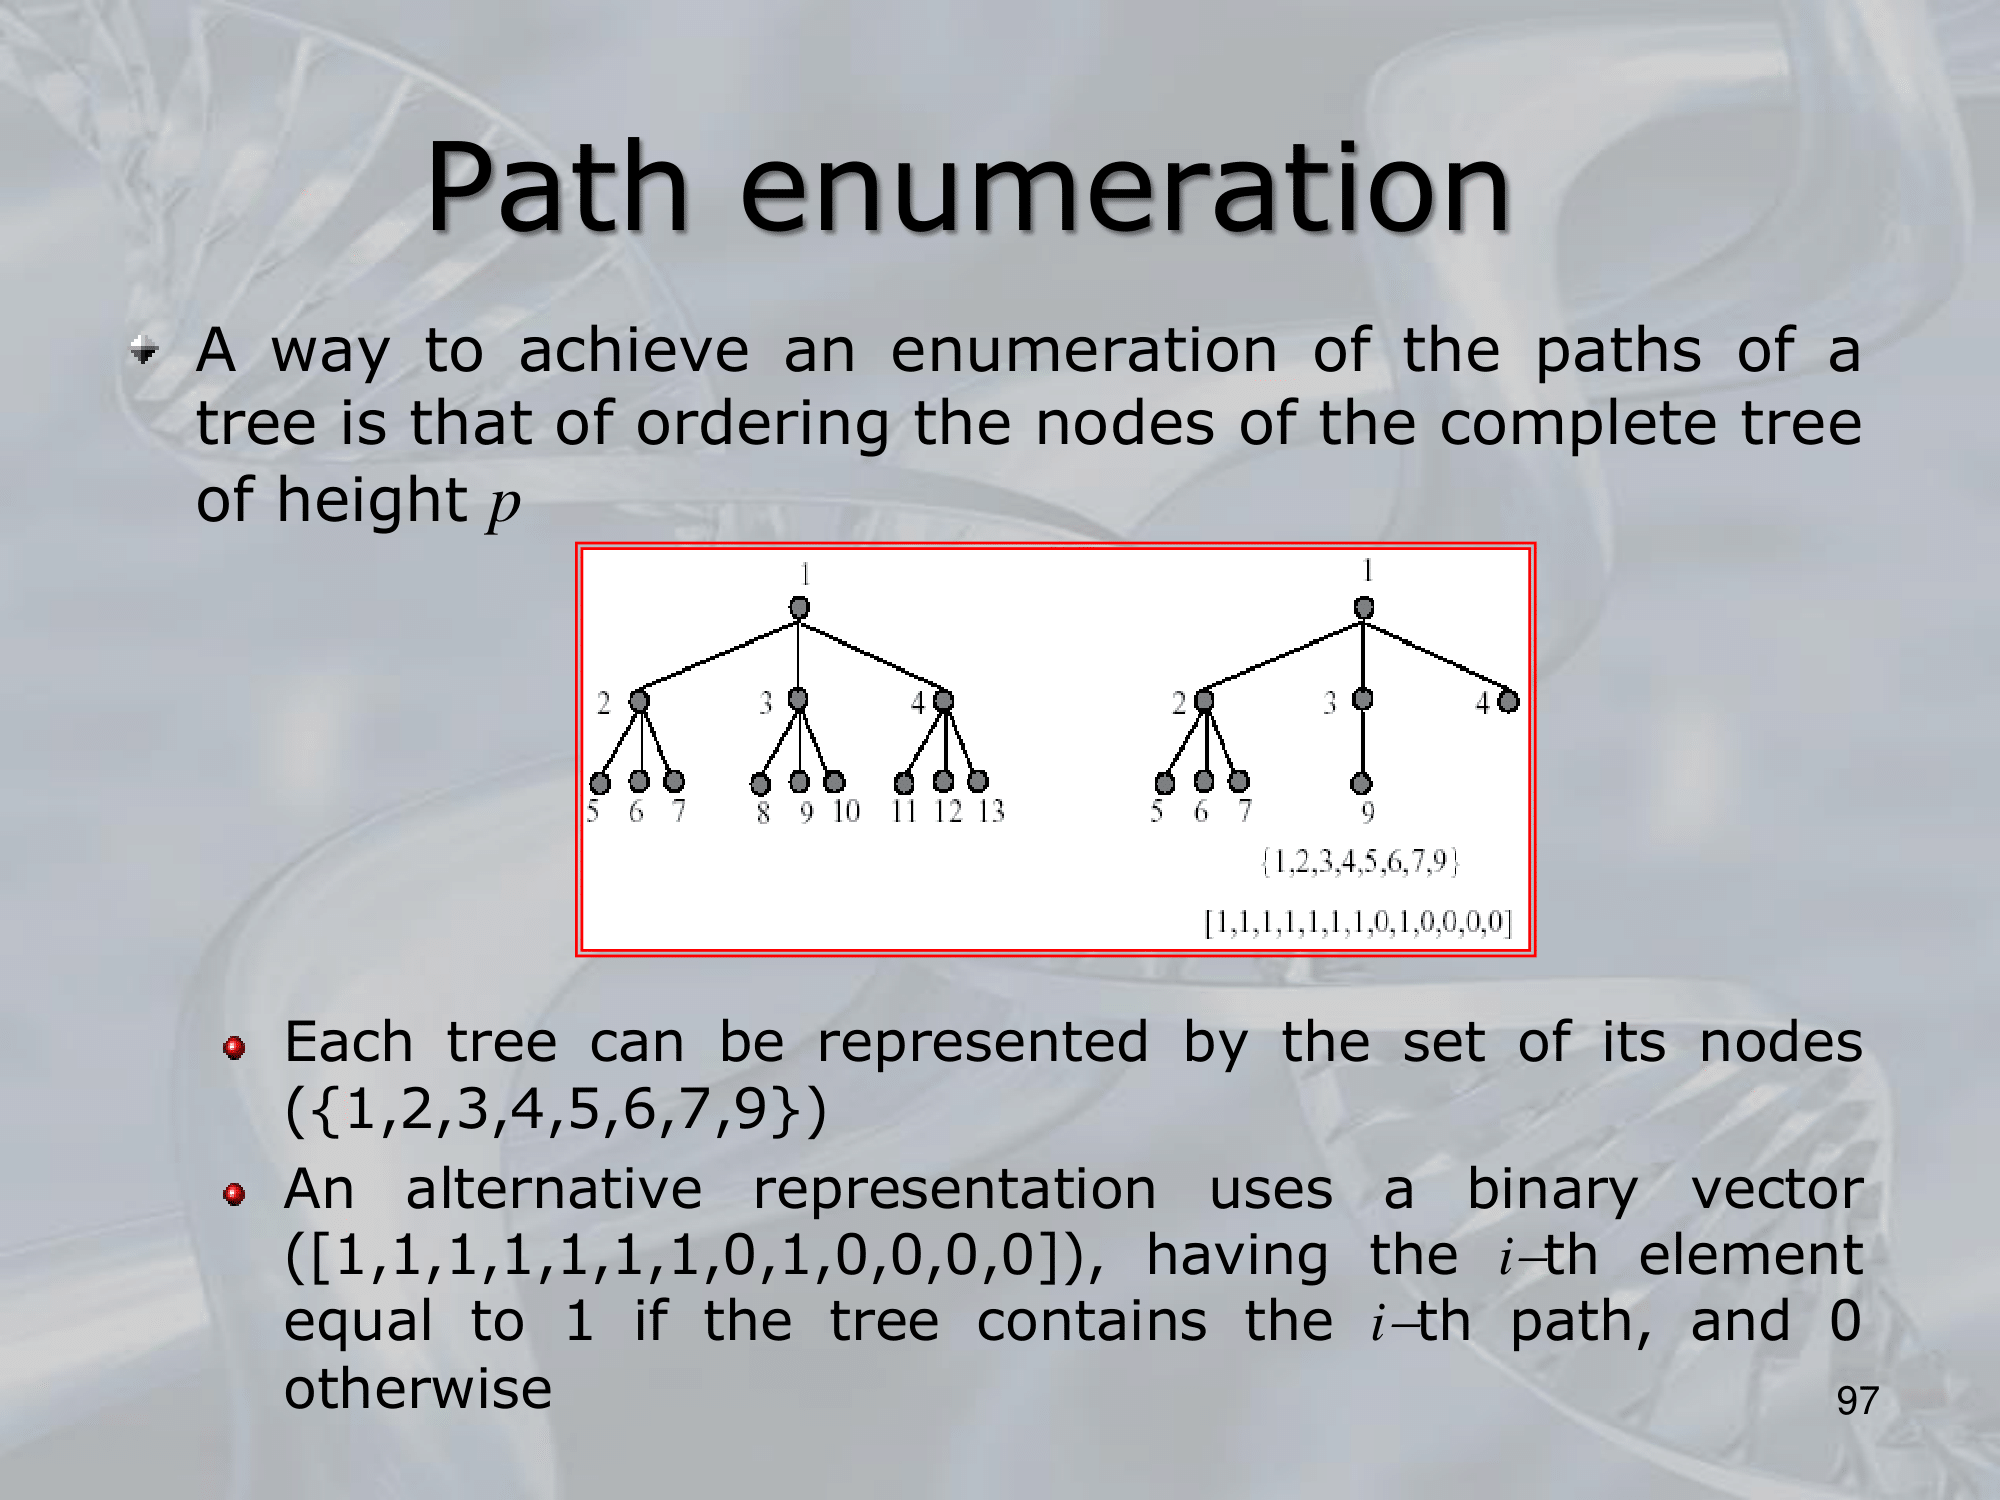 Path enumeration
A way to achieve an enumeration of the paths of a
tree is that of ordering the nodes of the complete tree
of height p
1 1
2 3 4 2 3 4
5 6 7 8 9 10 11 12 13 5 6 7 9
{1,2,3,4,5,6,7,9}
[1,1,1,1,1,1,1,0,1,0,0,0,0]
Each tree can be represented by the set of its nodes
({1,2,3,4,5,6,7,9})
An alternative representation uses a binary vector
([1,1,1,1,1,1,1,0,1,0,0,0,0]), having the i–th element
equal to 1 if the tree contains the i–th path, and 0
otherwise
97